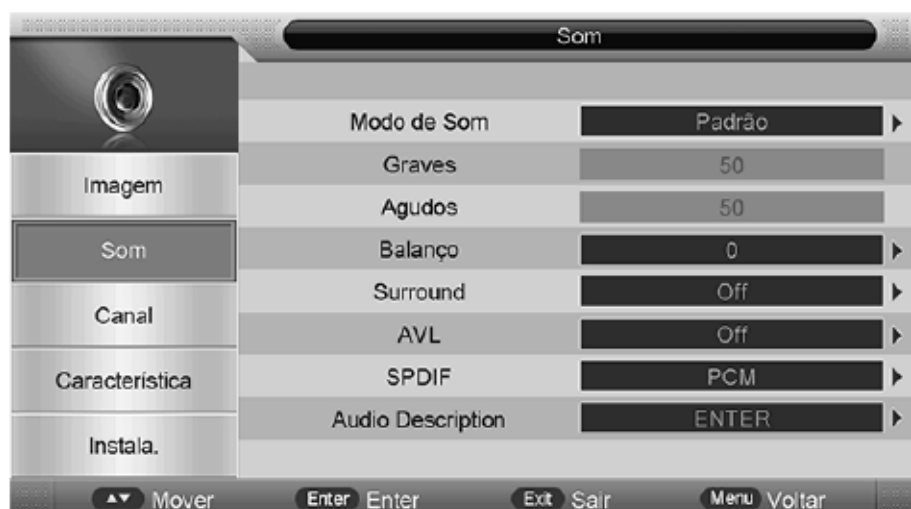 Som
Imagem
Som
Canal
Característica
Instala.
Modo de Som Padrão
Graves 50
Agudos 50
Balanço 0
Surround Off
AVL Off
SPDIF PCM
Audio Description ENTER
▲▼ Mover Enter Enter Exit Sair Menu Voltar